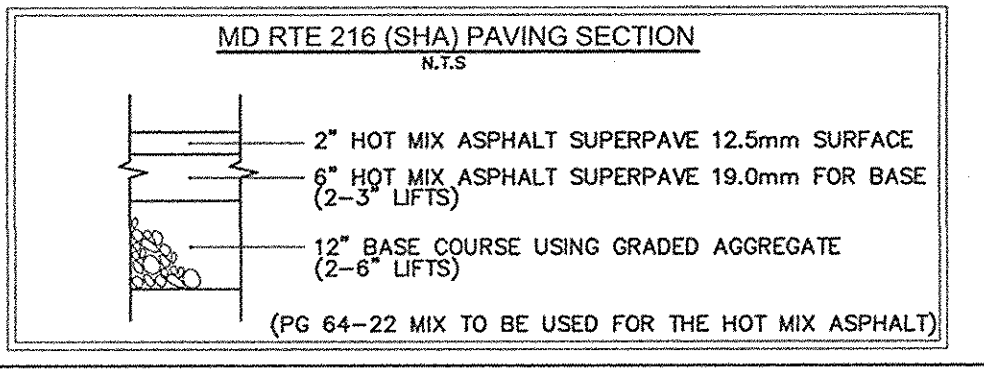 MD RTE 216 (SHA) PAVING SECTION
N.T.S
2" HOT MIX ASPHALT SUPERPAVE 12.5mm SURFACE
6" HOT MIX ASPHALT SUPERPAVE 19.0mm FOR BASE
(2-3" LIFTS)
12" BASE COURSE USING GRADED AGGREGATE
(2-6" LIFTS)
(PG 64-22 MIX TO BE USED FOR THE HOT MIX ASPHALT)